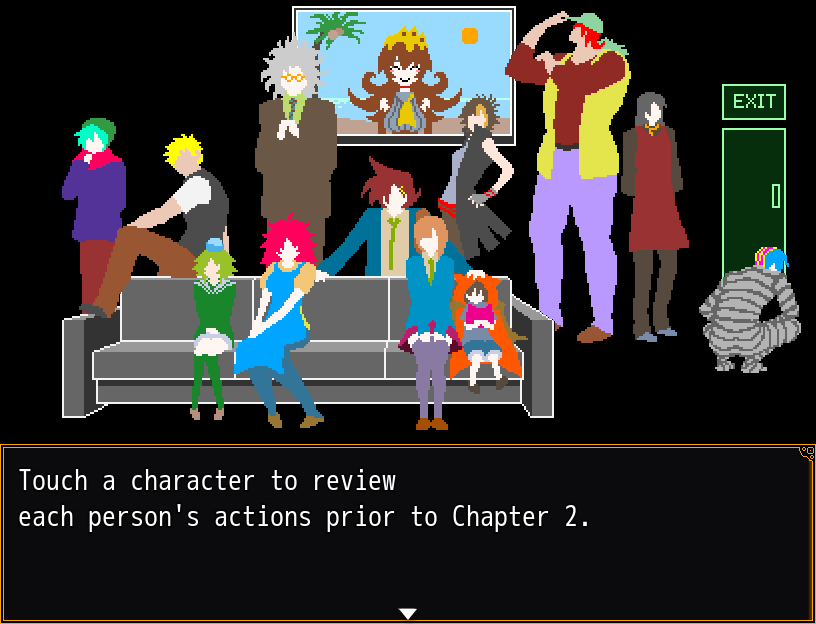 EXIT
Touch a character to review
each person's actions prior to Chapter 2.